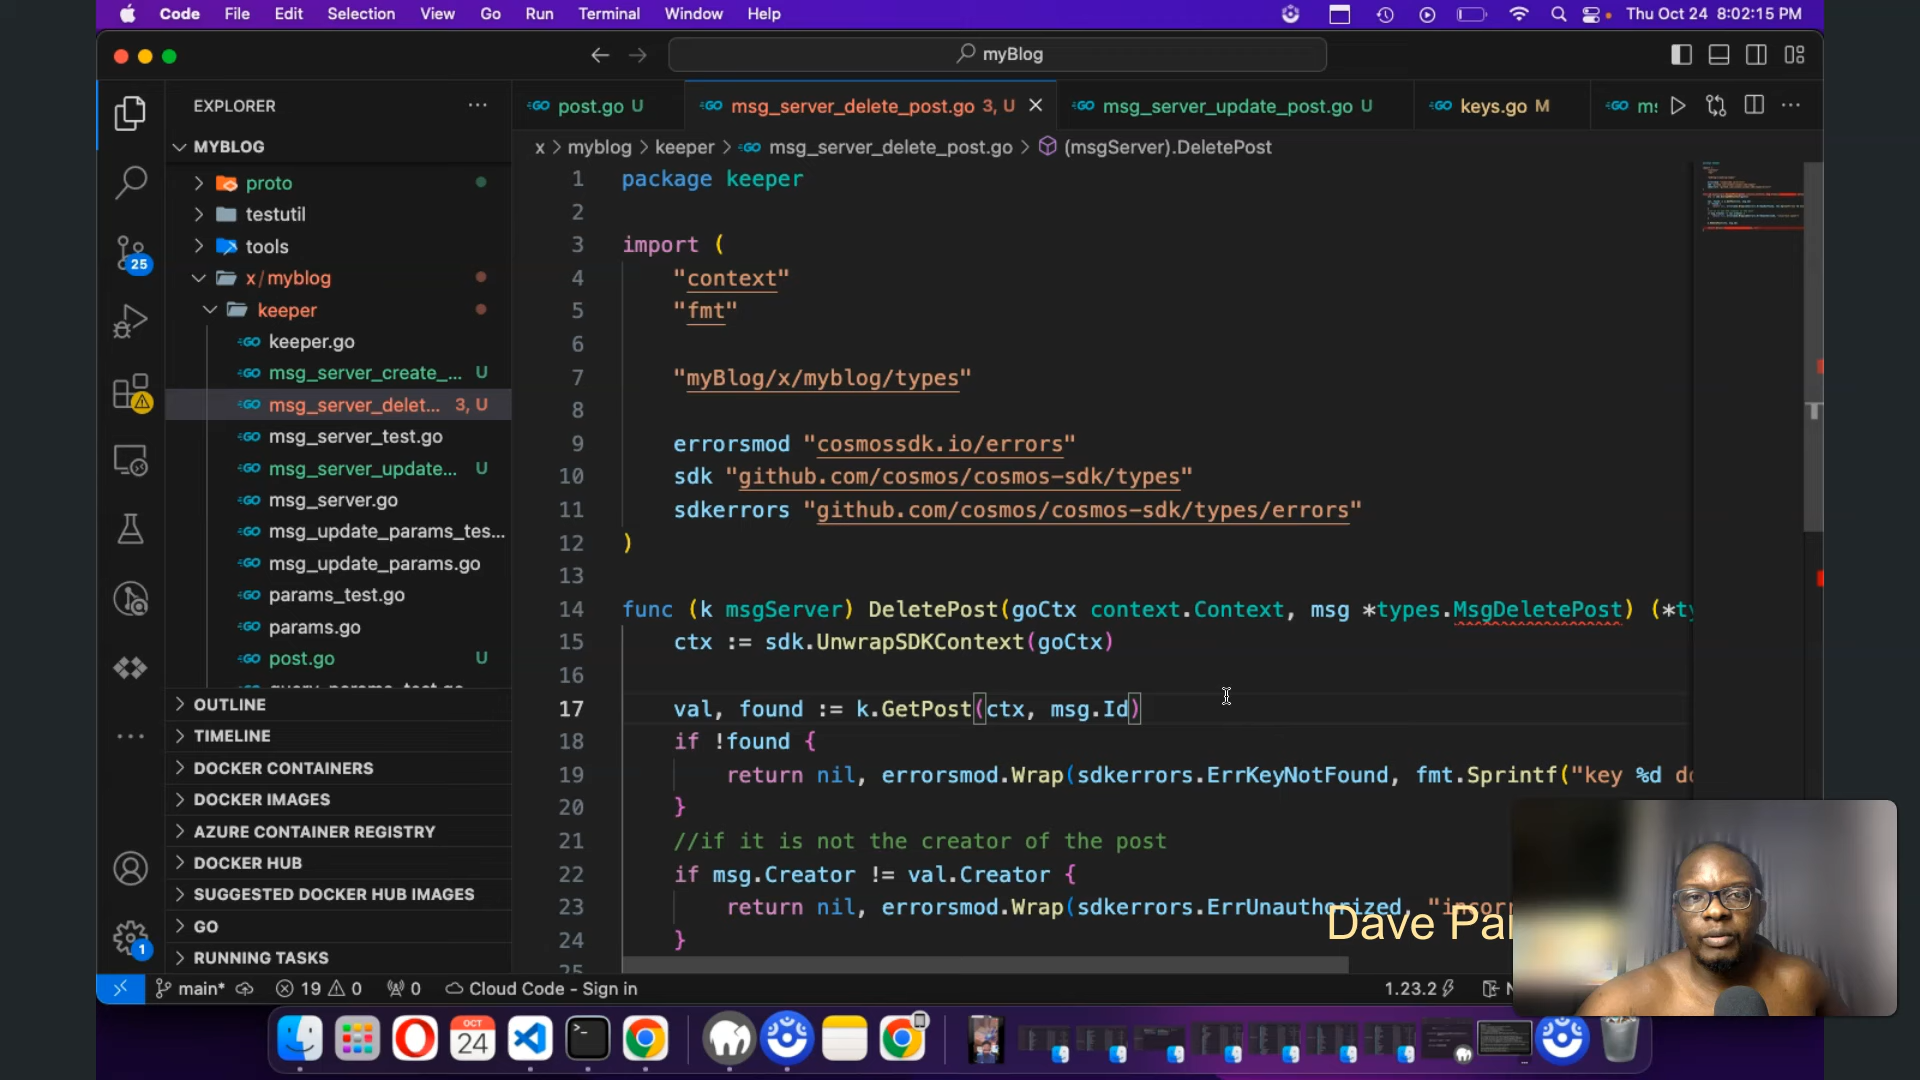 Code File Edit Selection View Go Run Terminal Window Help Thu Oct 24 8:02:15 PM
myBlog
EXPLORER
post.go U
msg_server_delete_post.go 3, U
msg_server_update_post.go U
keys.go M
MYBLOG
x > myblog > keeper > msg_server_delete_post.go > (msgServer).DeletePost
proto
testutil
tools
x / myblog
keeper
keeper.go
msg_server_create_... U
msg_server_delet... 3, U
msg_server_test.go
msg_server_update... U
msg_server.go
msg_update_params_tes...
msg_update_params.go
params_test.go
params.go
post.go U
OUTLINE
TIMELINE
DOCKER CONTAINERS
DOCKER IMAGES
AZURE CONTAINER REGISTRY
DOCKER HUB
SUGGESTED DOCKER HUB IMAGES
GO
RUNNING TASKS
25
1
1 package keeper
2
3 import (
4 "context"
5 "fmt"
6
7 "myBlog/x/myblog/types"
8
9 errorsmod "cosmossdk.io/errors"
10 sdk "github.com/cosmos/cosmos-sdk/types"
11 sdkerrors "github.com/cosmos/cosmos-sdk/types/errors"
12 )
13
14 func (k msgServer) DeletePost(goCtx context.Context, msg *types.MsgDeletePost) (*ty
15 ctx := sdk.UnwrapSDKContext(goCtx)
16
17 val, found := k.GetPost(ctx, msg.Id)
18 if !found {
19 return nil, errorsmod.Wrap(sdkerrors.ErrKeyNotFound, fmt.Sprintf("key %d do
20 }
21 //if it is not the creator of the post
22 if msg.Creator != val.Creator {
23 return nil, errorsmod.Wrap(sdkerrors.ErrUnauthorized, "incorr
24 }
25
Dave Pa
main* 19 0 0 Cloud Code - Sign in 1.23.2
OCT
24